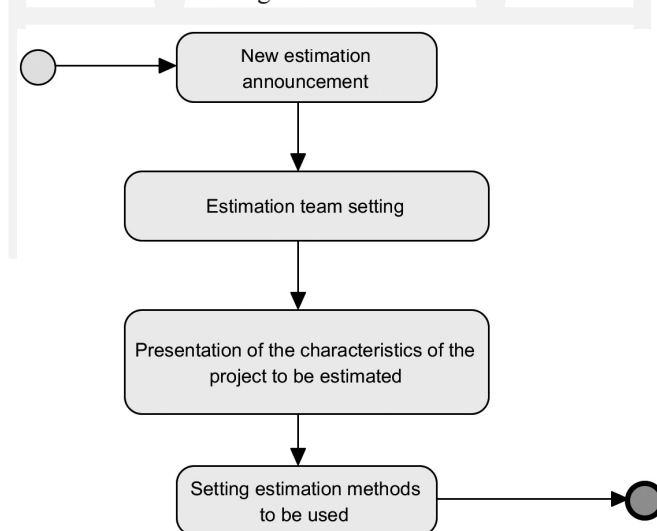 New estimation
announcement
Estimation team setting
Presentation of the characteristics of the
project to be estimated
Setting estimation methods
to be used